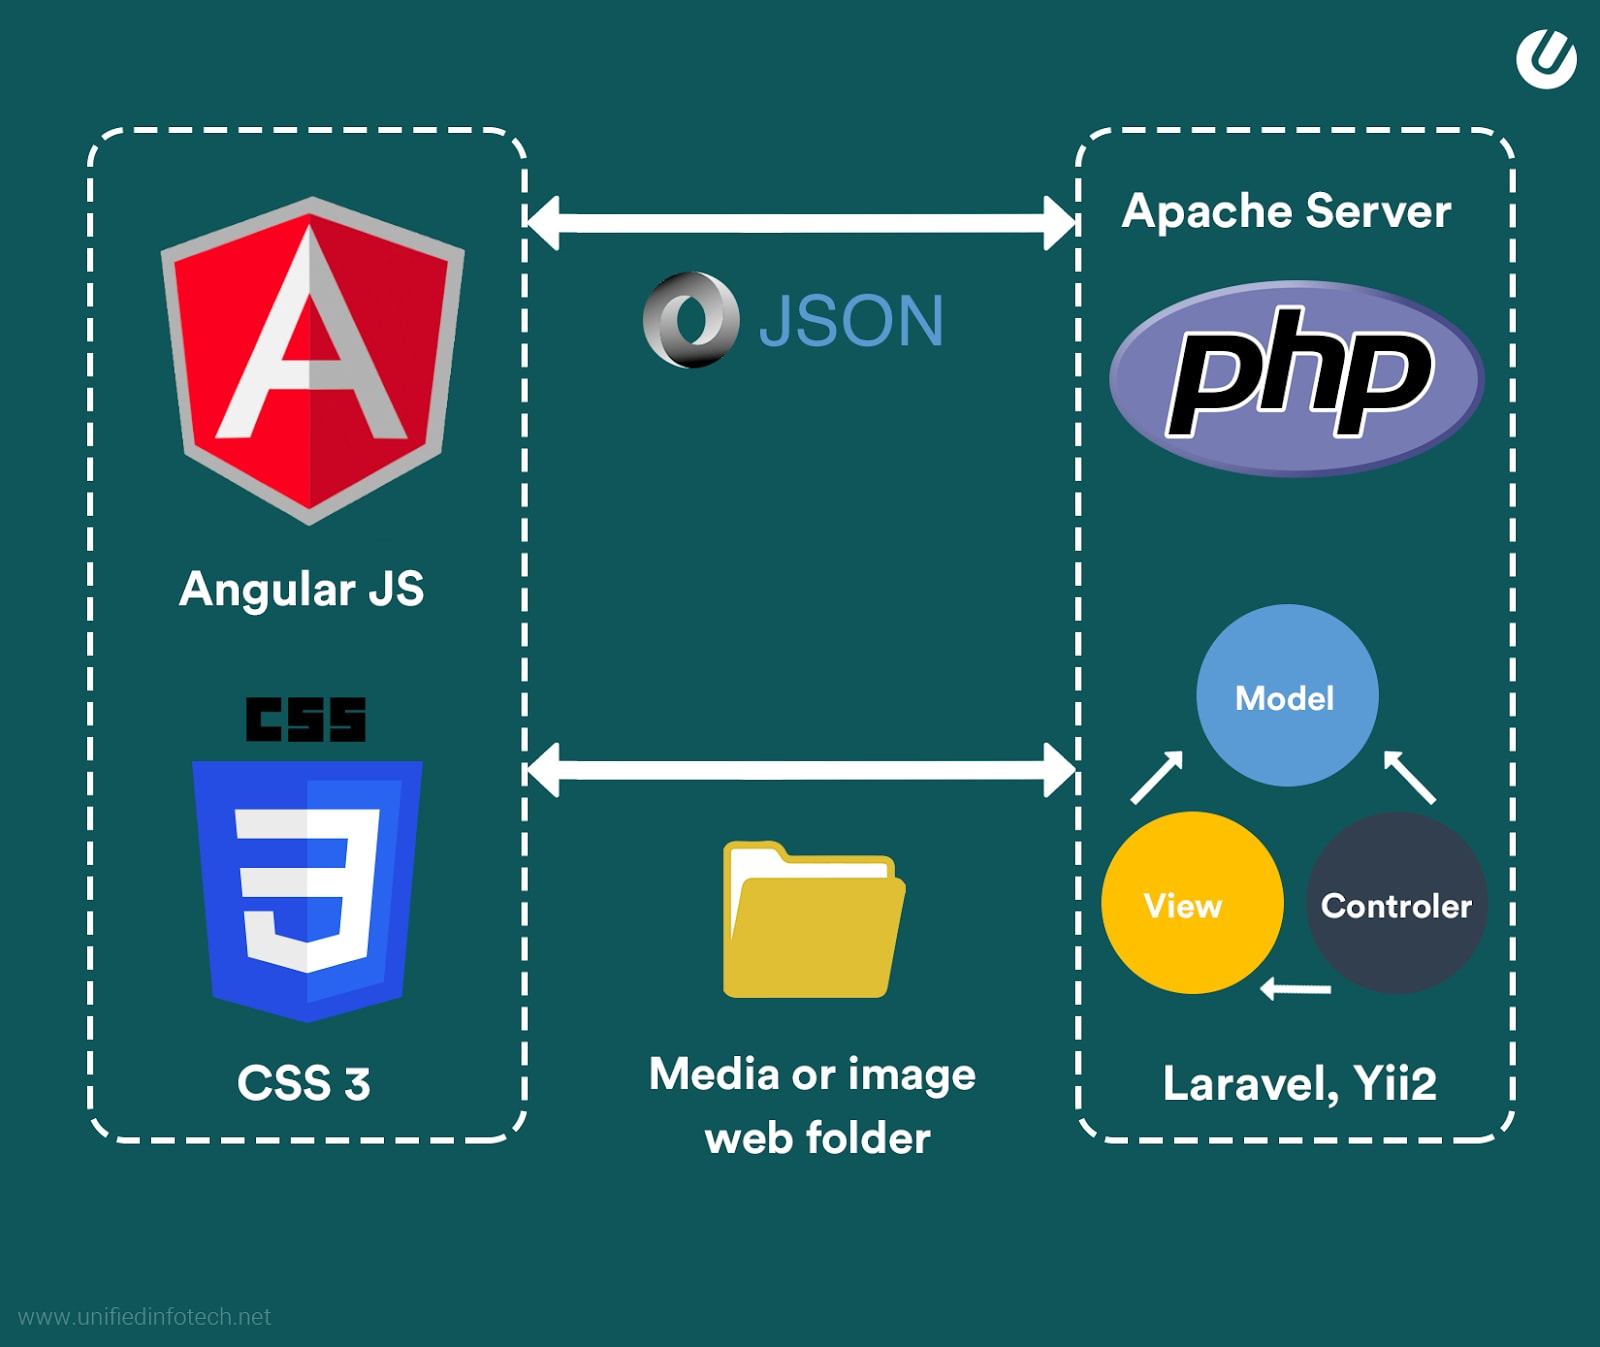 Apache Server
JSON
php
Angular JS
Model
CSS
View
Controler
3
CSS 3
Media or image
web folder
Laravel, Yii2
www.unifiedinfotech.net